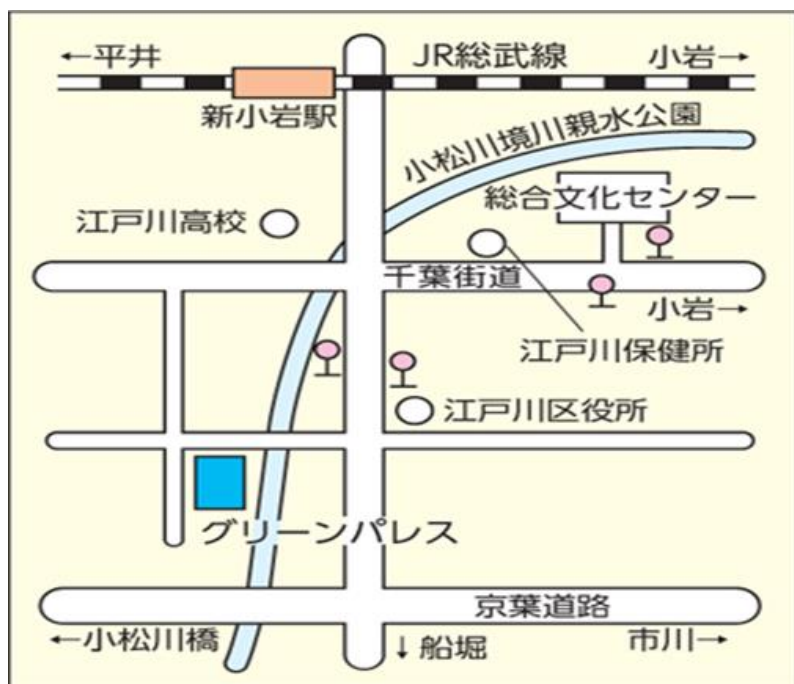 ←平井
JR総武線
小岩→
新小岩駅
小松川境川親水公園
総合文化センター
江戸川高校
千葉街道
小岩→
江戸川保健所
江戸川区役所
グリーンパレス
京葉道路
←小松川橋
↓船堀
市川→